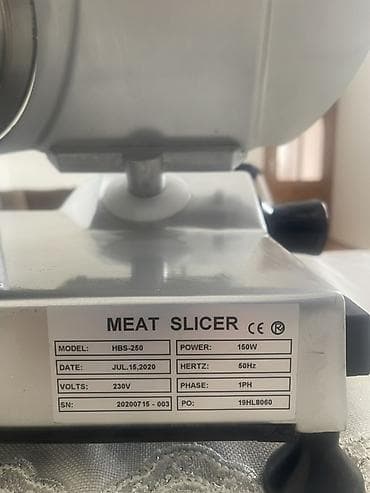 MEAT SLICER CE R
MODEL: HBS-250 POWER: 150W
DATE: JUL.15,2020 HERTZ: 50Hz
VOLTS: 230V PHASE: 1PH
SN: 20200715 - 003 PO: 19HL8060